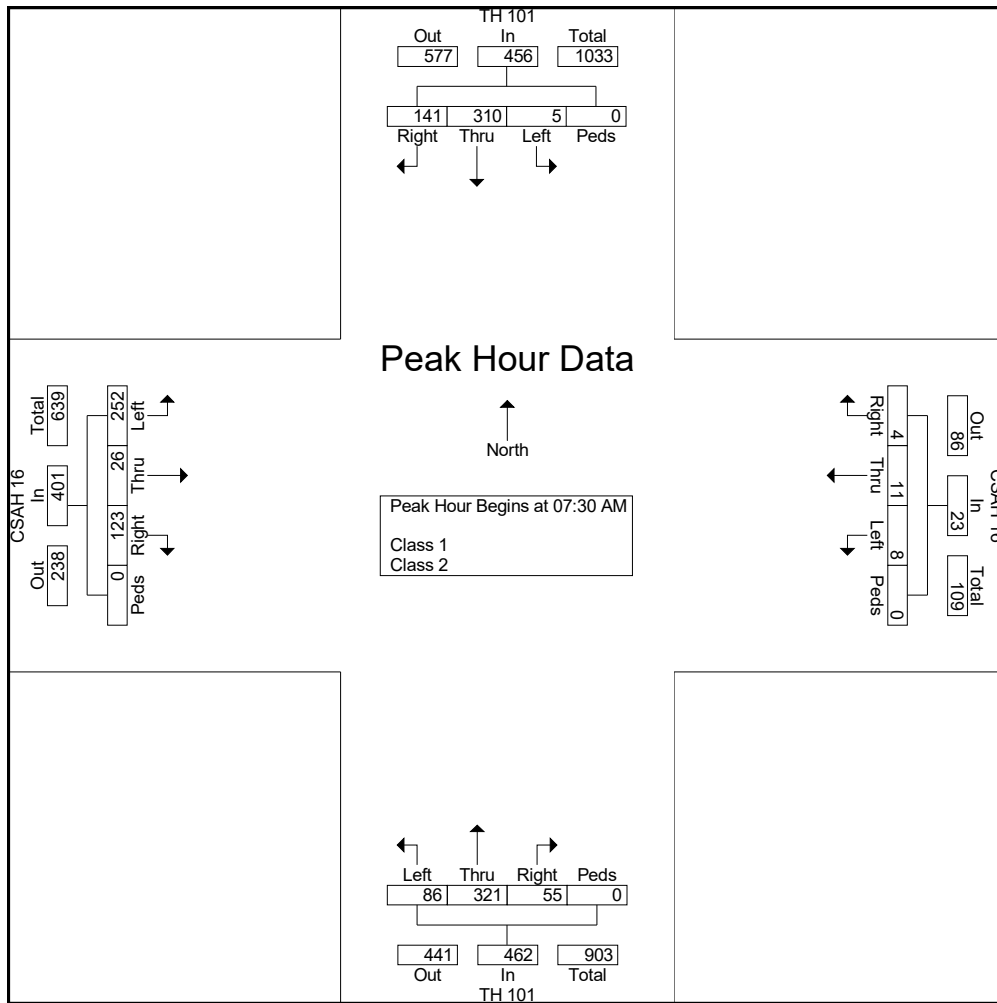 TH 101
Out In Total
577 456 1033
141 310 5 0
Right Thru Left Peds
Peak Hour Data
North
Peak Hour Begins at 07:30 AM
Class 1
Class 2
CSAH 16
Total In Out
639 401 238
252 26 123 0
Left Thru Right Peds
Out In Total
86 23 109
4 11 8 0
Right Thru Left Peds
Left Thru Right Peds
86 321 55 0
441 462 903
Out In Total
TH 101